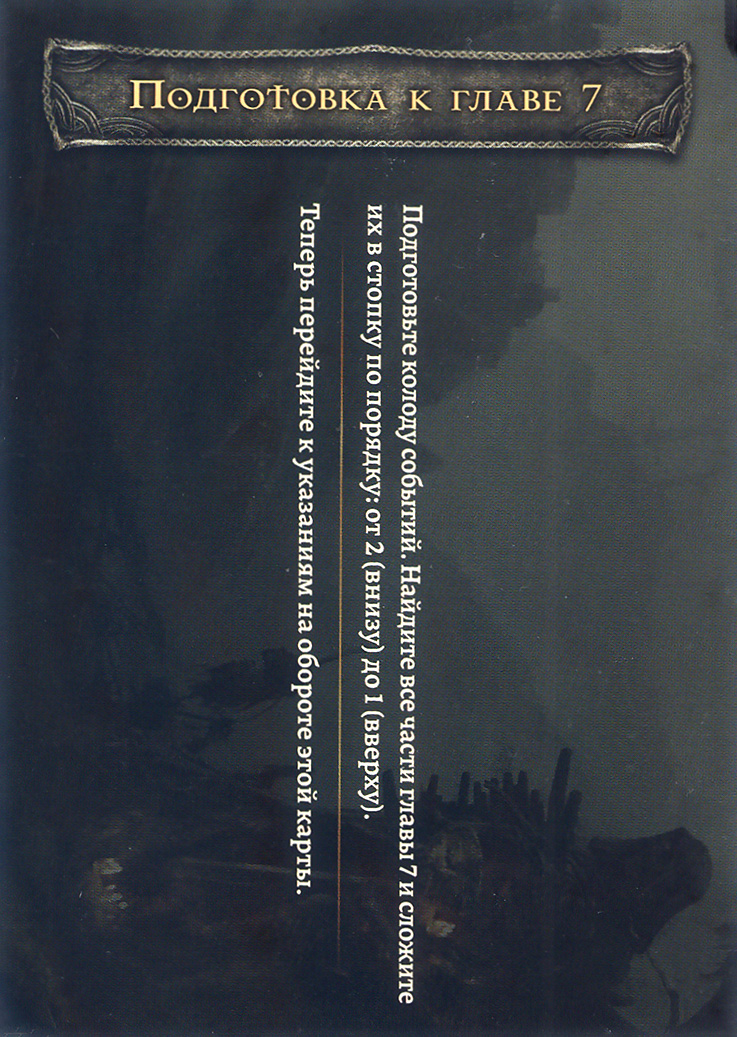 Подготовка к главе 7
Подготовьте колоду событий. Найдите все части главы 7 и сложите
их в стопку по порядку: от 2 (внизу) до 1 (вверху).
Теперь перейдите к указаниям на обороте этой карты.